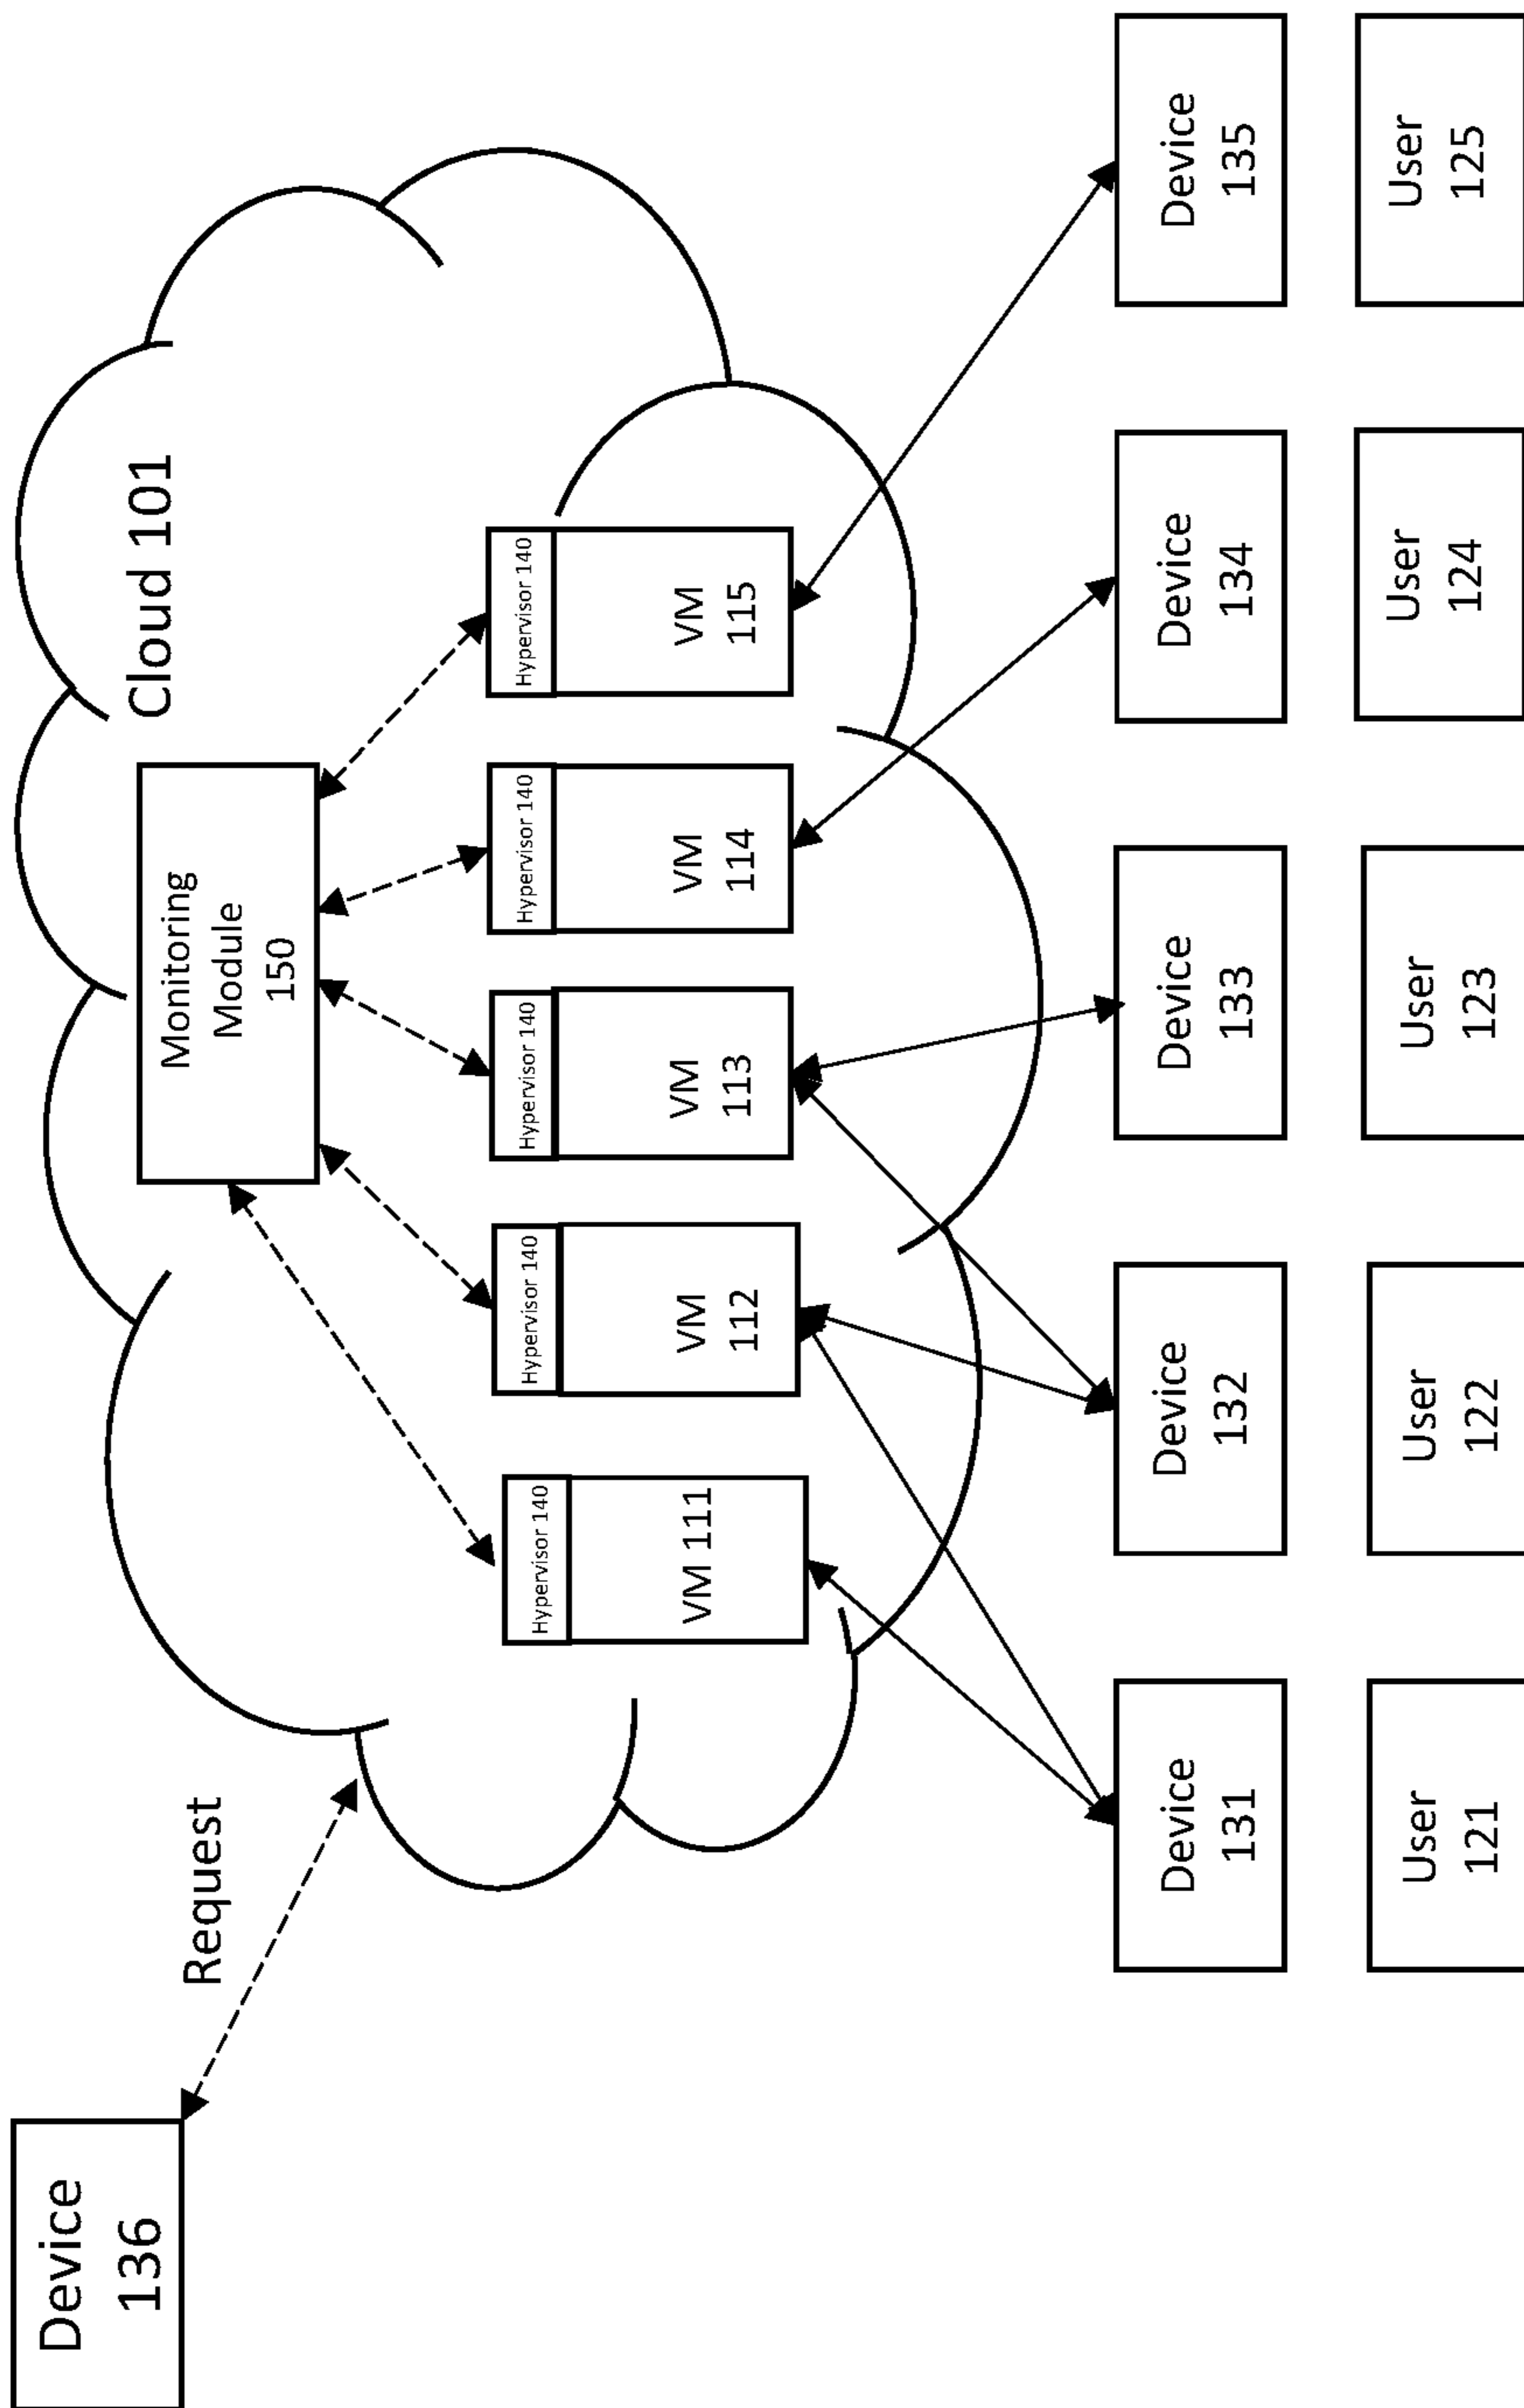 Device
136
Request
Cloud 101
Monitoring
Module
150
Hypervisor 140
VM 111
Hypervisor 140
VM
112
Hypervisor 140
VM
113
Hypervisor 140
VM
114
Hypervisor 140
VM
115
Device
131
Device
132
Device
133
Device
134
Device
135
User
121
User
122
User
123
User
124
User
125